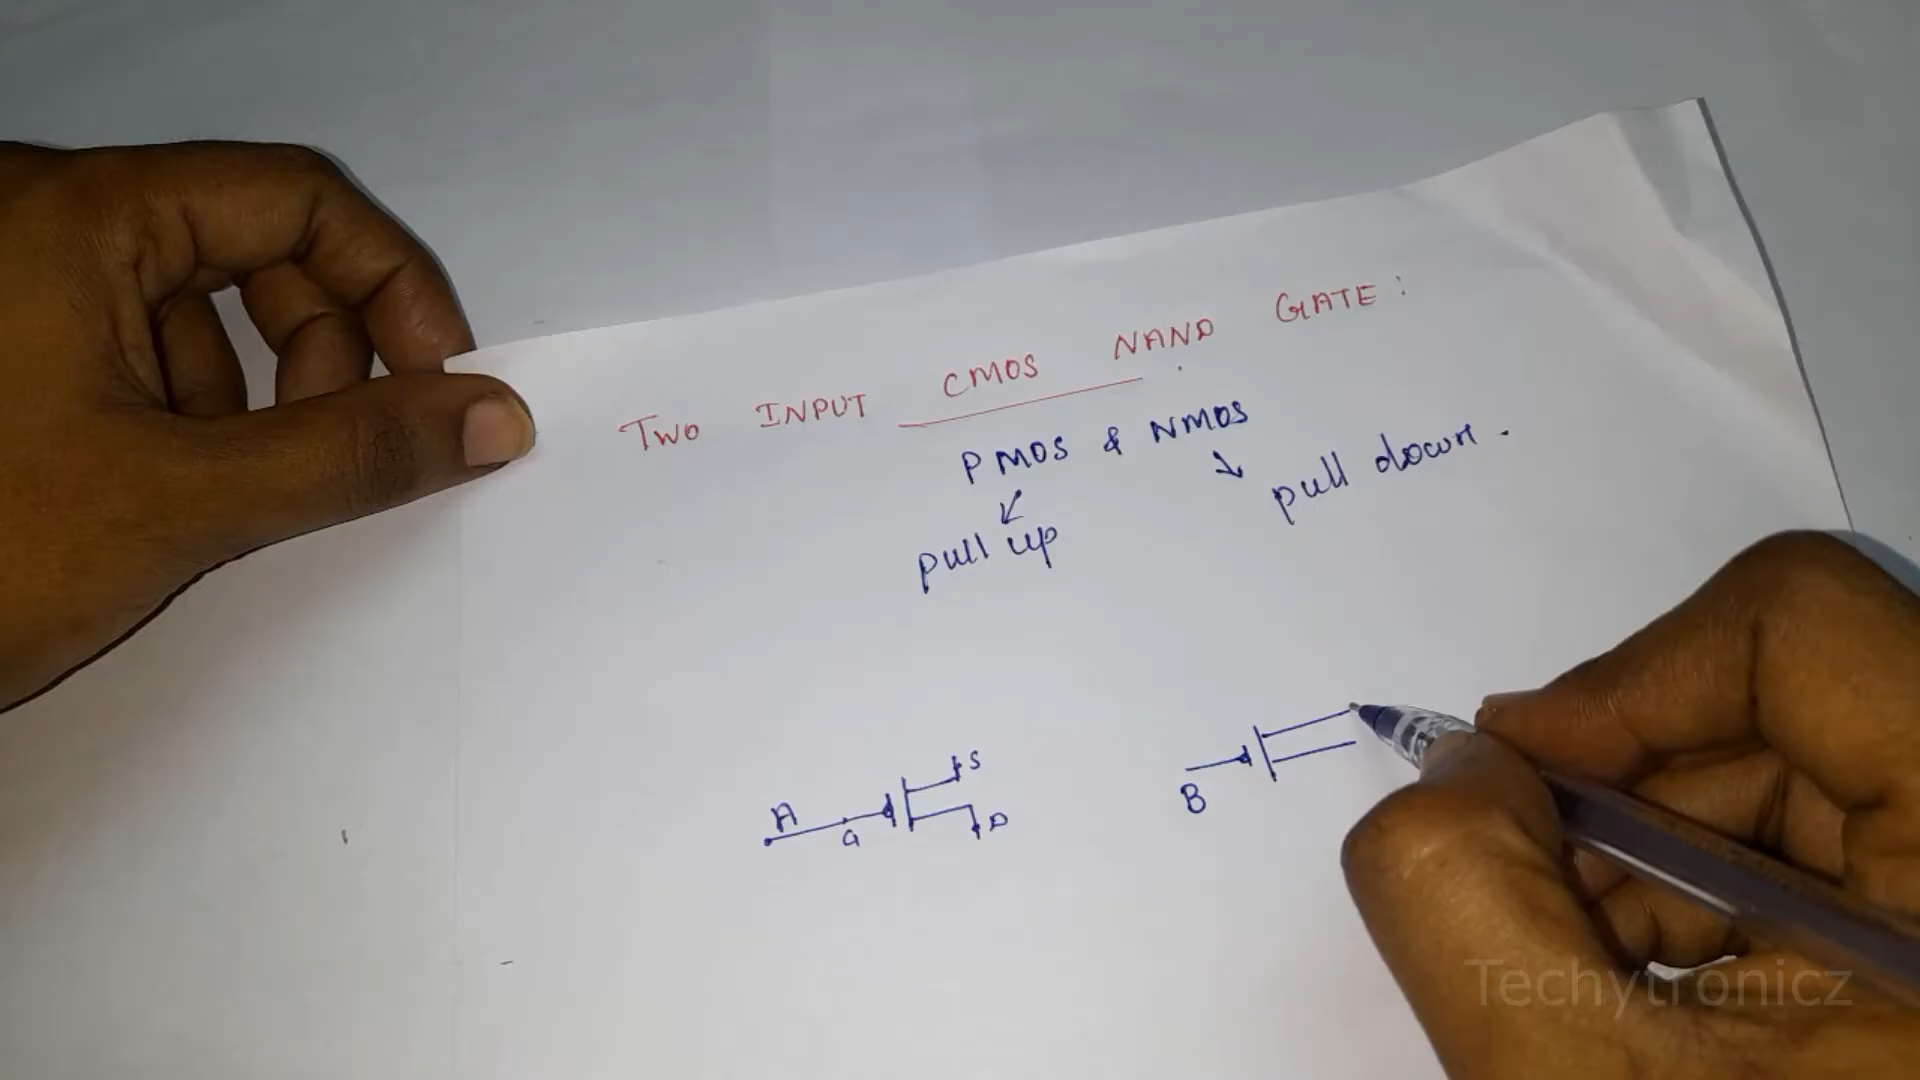 TWO INPUT CMOS NAND GATE:
PMOS & NMOS
pull up
pull down.
A
G
S
D
B
Techytronicz